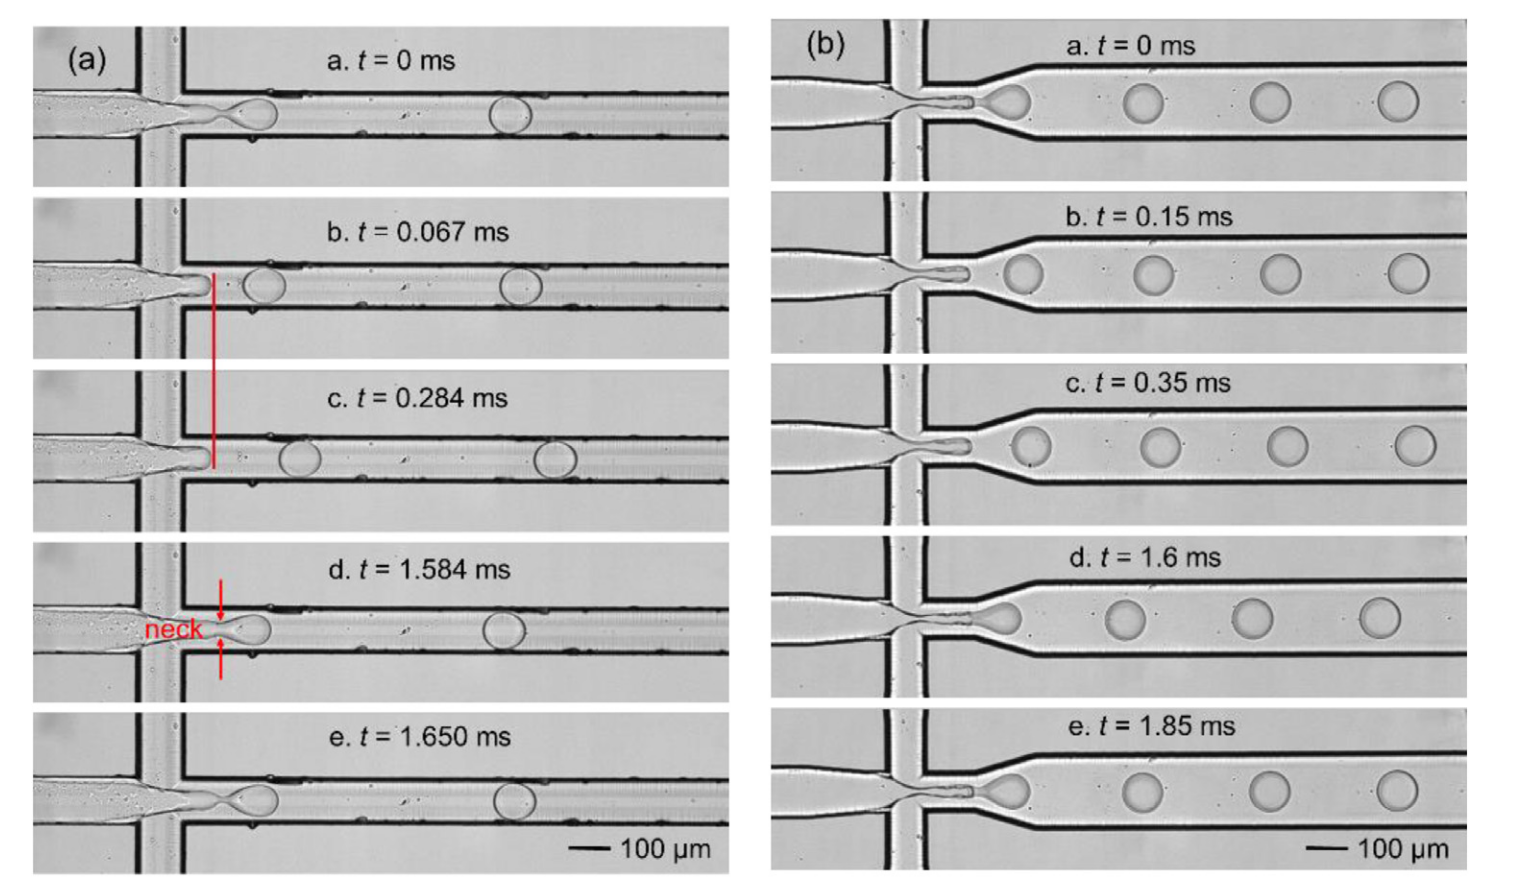 (a)
a. t = 0 ms
b. t = 0.067 ms
c. t = 0.284 ms
d. t = 1.584 ms
neck
e. t = 1.650 ms
100 μm
(b)
a. t = 0 ms
b. t = 0.15 ms
c. t = 0.35 ms
d. t = 1.6 ms
e. t = 1.85 ms
100 μm